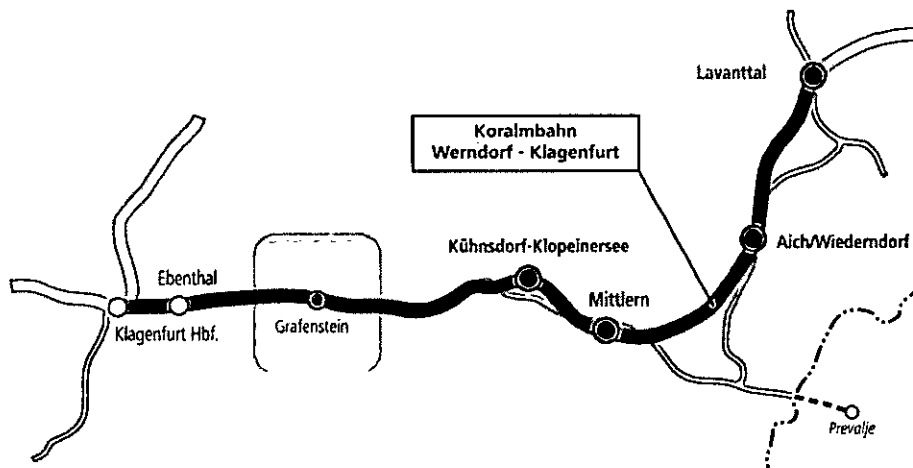 Lavanttal
Koralmbahn
Werndorf - Klagenfurt
Kühnsdorf-Klopeinersee
Aich/Wiederndorf
Ebenthal
Mittlern
Grafenstein
Klagenfurt Hbf.
Prevalje